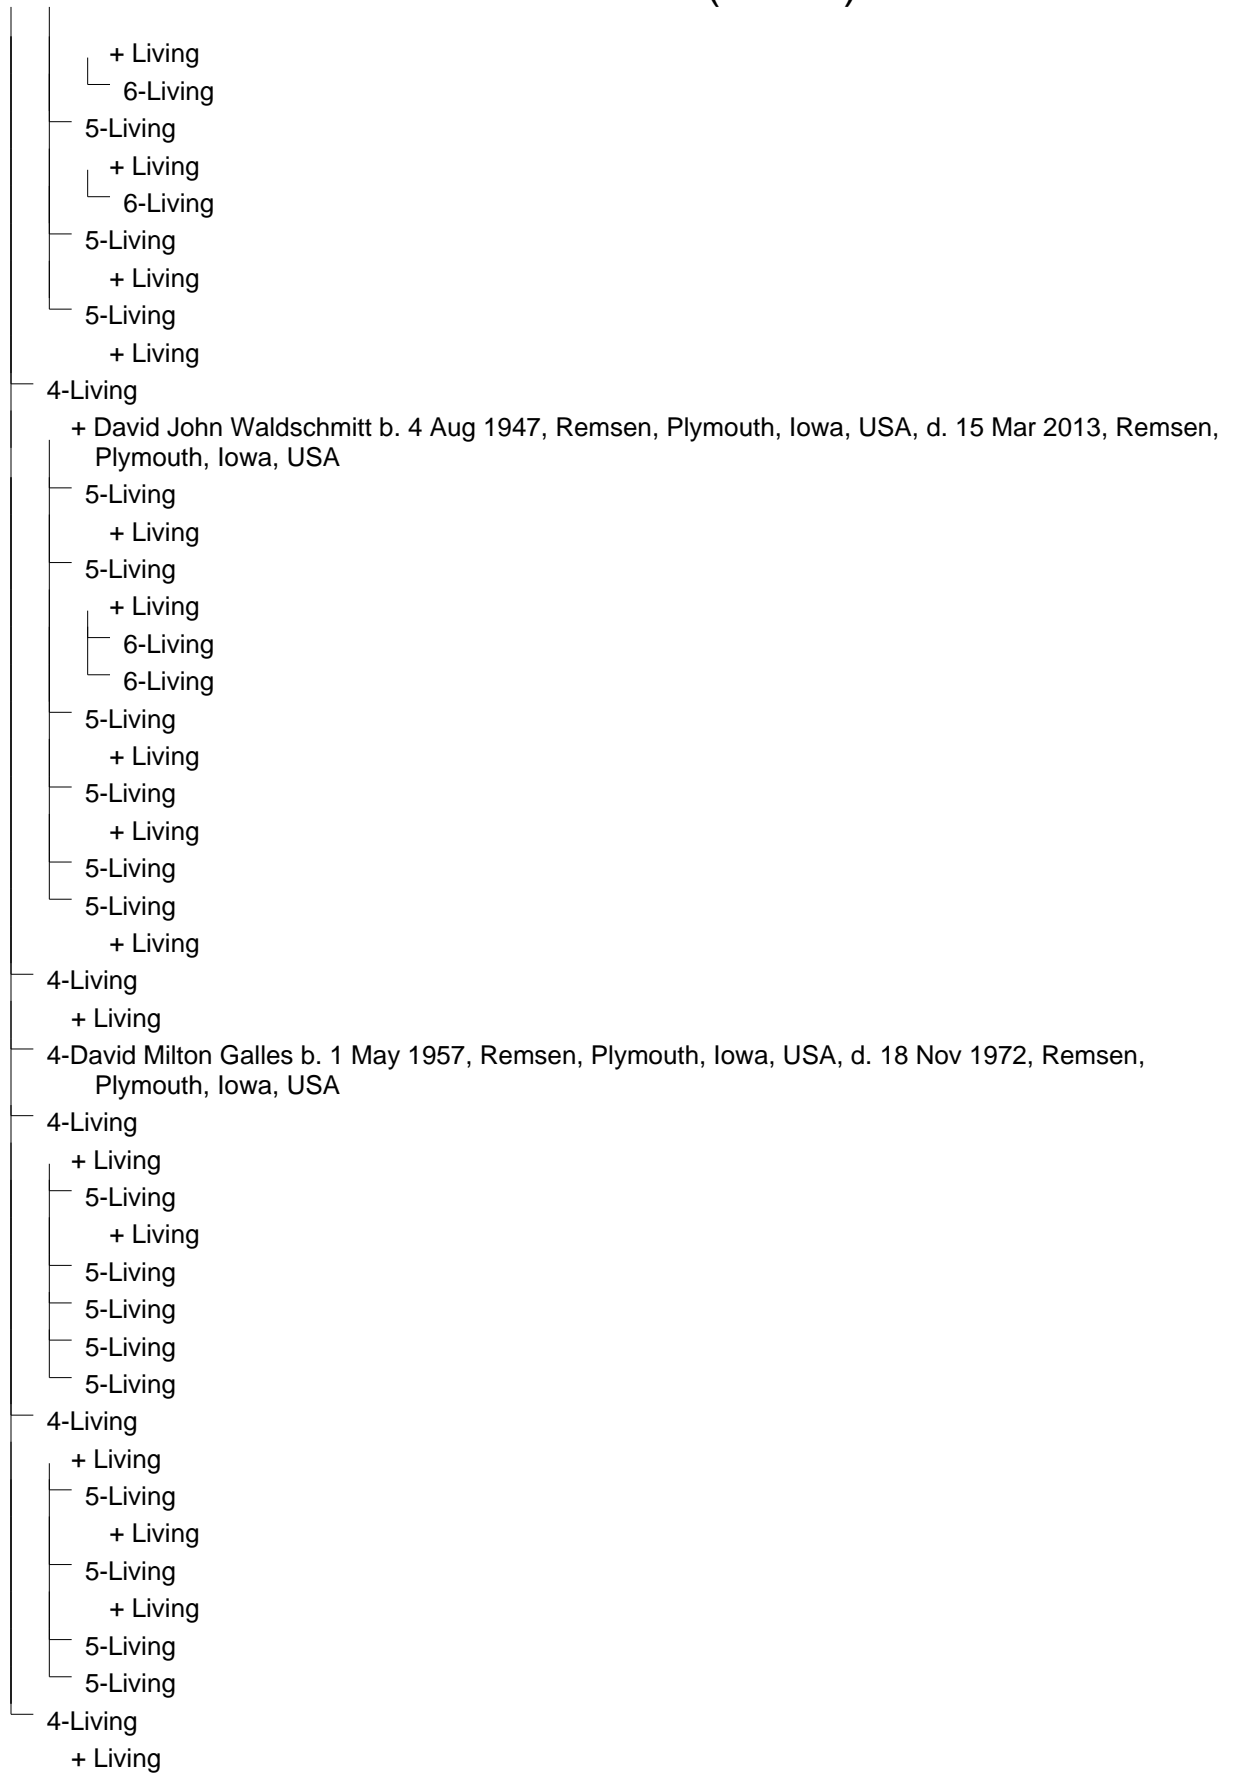 + Living
6-Living
5-Living
+ Living
6-Living
5-Living
+ Living
5-Living
+ Living
4-Living
+ David John Waldschmitt b. 4 Aug 1947, Remsen, Plymouth, Iowa, USA, d. 15 Mar 2013, Remsen,
Plymouth, Iowa, USA
5-Living
+ Living
5-Living
+ Living
6-Living
6-Living
5-Living
+ Living
5-Living
+ Living
5-Living
5-Living
+ Living
4-Living
+ Living
4-David Milton Galles b. 1 May 1957, Remsen, Plymouth, Iowa, USA, d. 18 Nov 1972, Remsen,
Plymouth, Iowa, USA
4-Living
+ Living
5-Living
+ Living
5-Living
5-Living
5-Living
5-Living
4-Living
+ Living
5-Living
+ Living
5-Living
+ Living
5-Living
5-Living
4-Living
+ Living